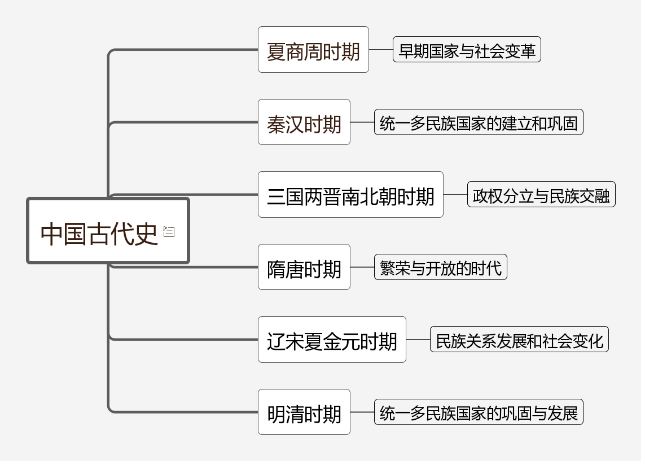 中国古代史
夏商周时期
早期国家与社会变革
秦汉时期
统一多民族国家的建立和巩固
三国两晋南北朝时期
政权分立与民族交融
隋唐时期
繁荣与开放的时代
辽宋夏金元时期
民族关系发展和社会变化
明清时期
统一多民族国家的巩固与发展